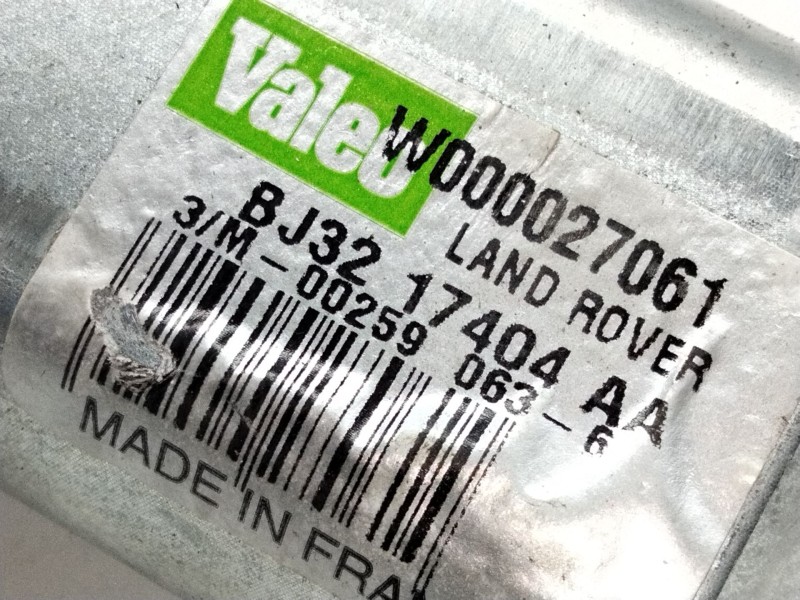 Valeo
W000027061
LAND ROVER
BJ32 17404 AA
3/M - 00259 063 - 6
MADE IN FRA